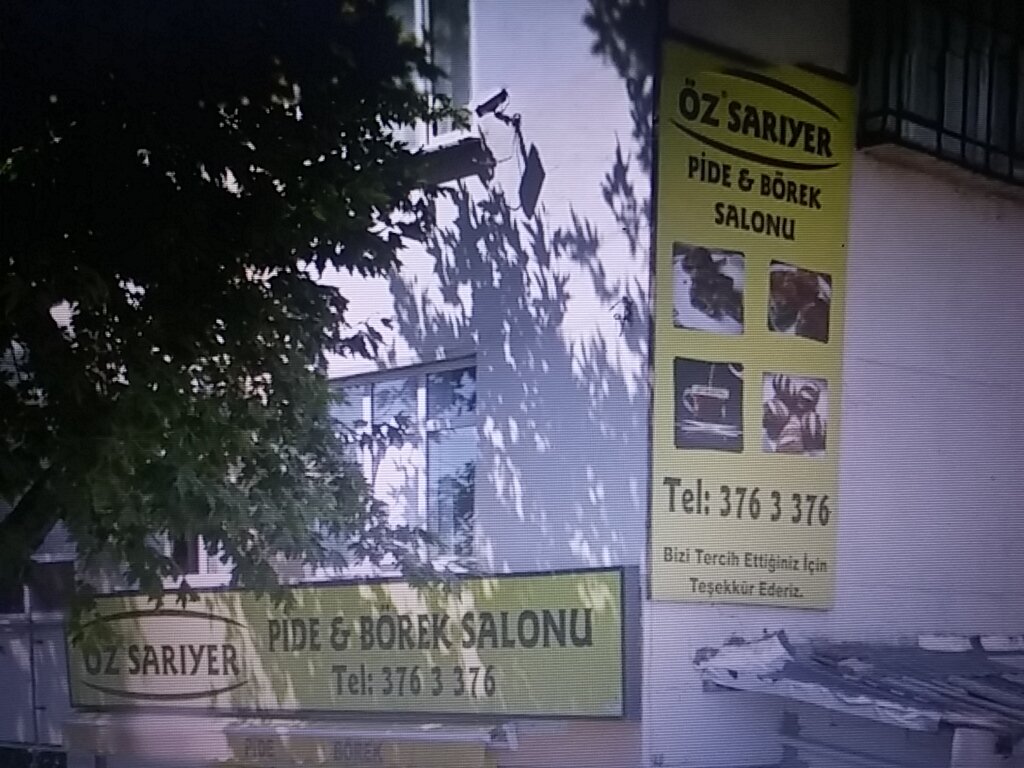 ÖZ SARIYER
PİDE & BÖREK
SALONU
Tel: 376 3 376
Bizi Tercih Ettiğiniz İçin
Teşekkür Ederiz.
ÖZ SARIYER
PİDE & BÖREK SALONU
Tel: 376 3 376
PİDE BÖREK